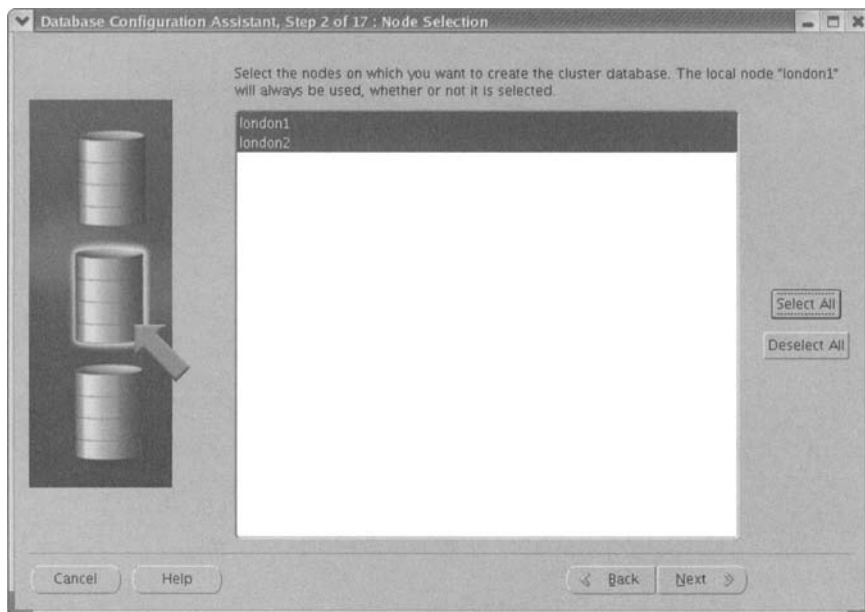 Database Configuration Assistant, Step 2 of 17 : Node Selection
Select the nodes on which you want to create the cluster database. The local node "london1"
will always be used, whether or not it is selected.
london1
london2
Select All
Deselect All
Cancel
Help
Back
Next